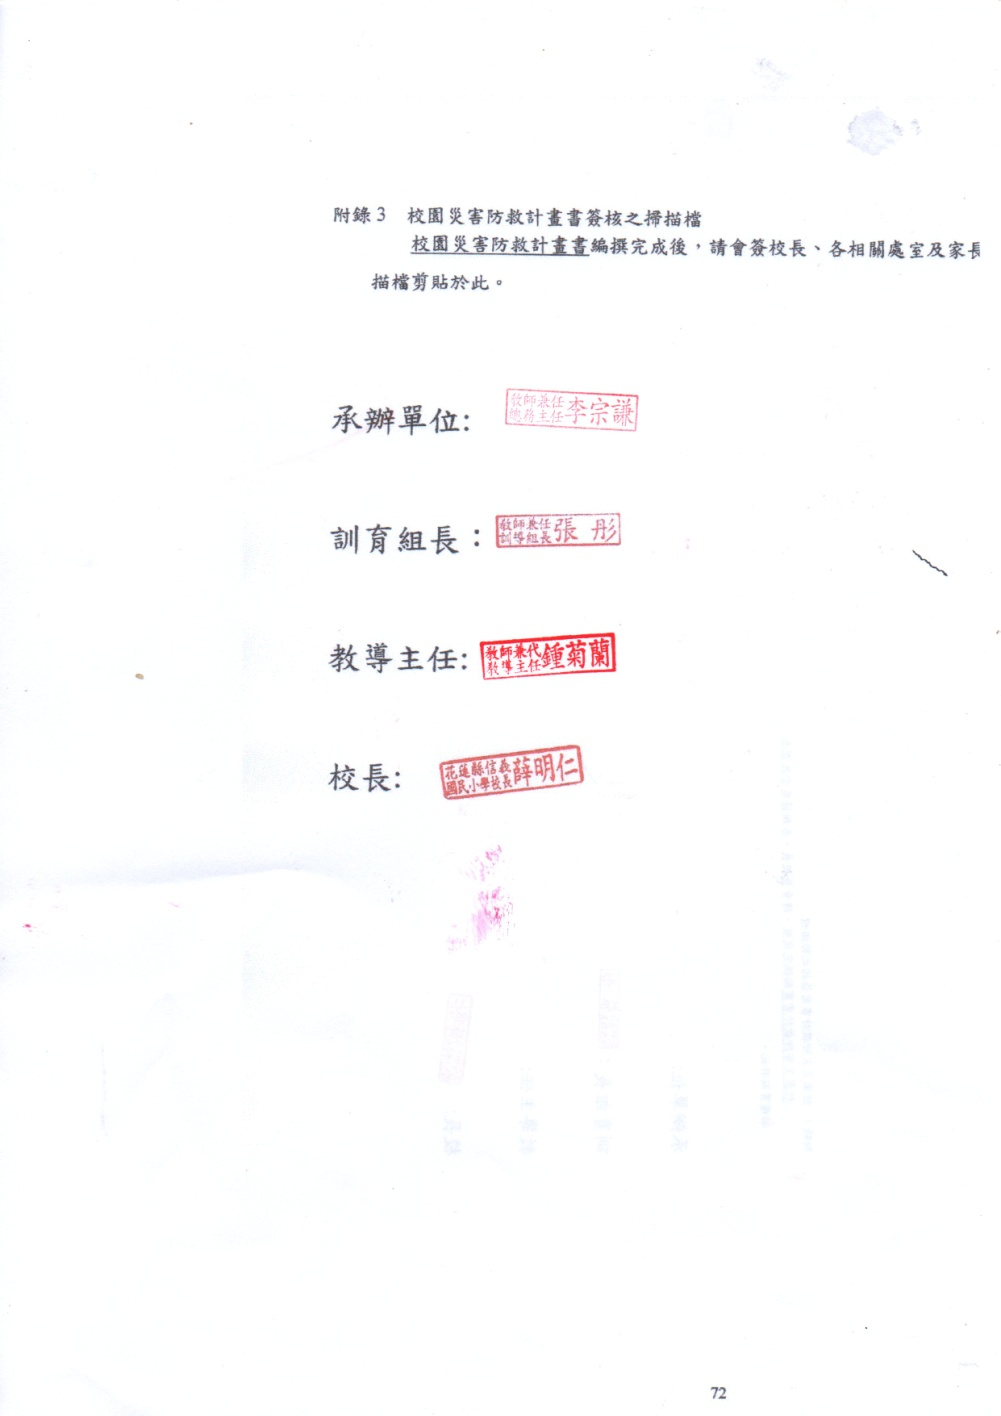 附錄 3　校園災害防救計畫書簽核之掃描檔
校園災害防救計畫書編撰完成後，請會簽校長、各相關處室及家長
描檔剪貼於此。
承辦單位:
教師兼任
總務主任 李宗謙
訓育組長：
教師兼任
訓導組長 張彤
教導主任:
教師兼代
教導主任 鍾菊蘭
校長:
花蓮縣信義
國民小學校長 薛明仁
72